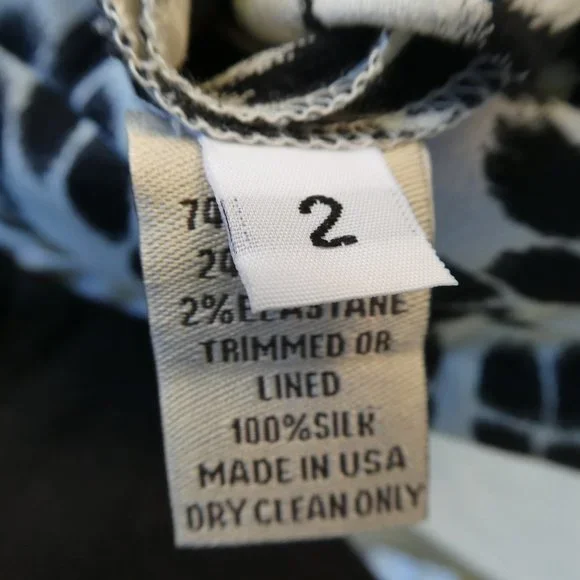 2
2%ELASTANE
TRIMMED OR
LINED
100%SILK
MADE IN USA
DRY CLEAN ONLY